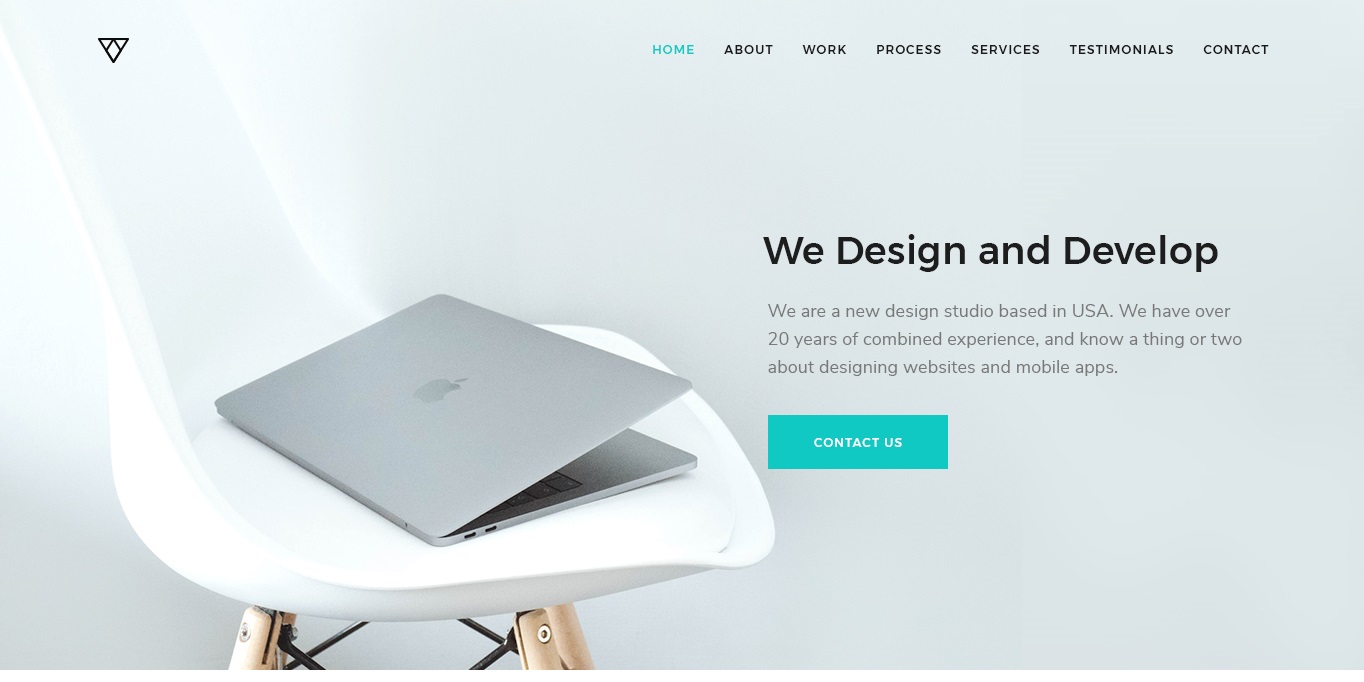 HOME ABOUT WORK PROCESS SERVICES TESTIMONIALS CONTACT
We Design and Develop
We are a new design studio based in USA. We have over
20 years of combined experience, and know a thing or two
about designing websites and mobile apps.
CONTACT US